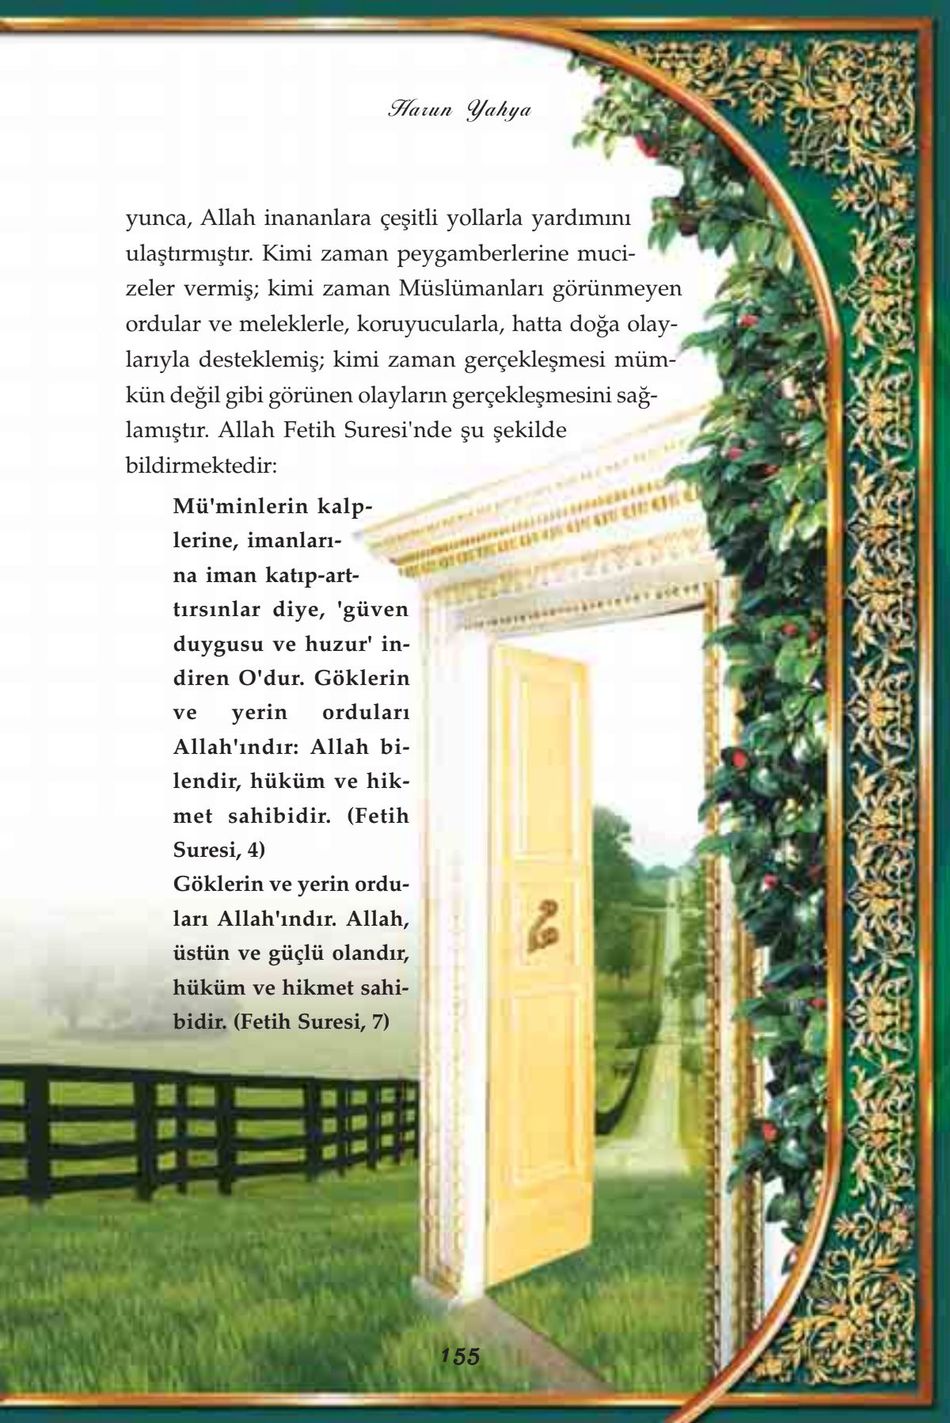 Harun Yahya
yunca, Allah inananlara çeşitli yollarla yardımını
ulaştırmıştır. Kimi zaman peygamberlerine muci-
zeler vermiş; kimi zaman Müslümanları görünmeyen
ordular ve meleklerle, koruyucularla, hatta doğa olay-
larıyla desteklemiş; kimi zaman gerçekleşmesi müm-
kün değil gibi görünen olayların gerçekleşmesini sağ-
lamıştır. Allah Fetih Suresi'nde şu şekilde
bildirmektedir:
Mü'minlerin kalp-
lerine, imanları-
na iman katıp-art-
tırsınlar diye, 'güven
duygusu ve huzur' in-
diren O'dur. Göklerin
ve yerin orduları
Allah'ındır: Allah bi-
lendir, hüküm ve hik-
met sahibidir. (Fetih
Suresi, 4)
Göklerin ve yerin ordu-
ları Allah'ındır. Allah,
üstün ve güçlü olandır,
hüküm ve hikmet sahi-
bidir. (Fetih Suresi, 7)
155